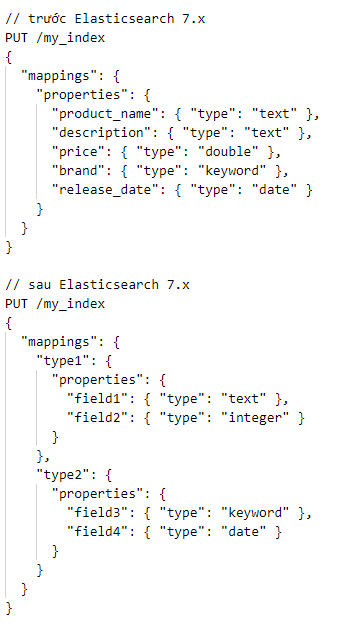 // trước Elasticsearch 7.x
PUT /my_index
{
  "mappings": {
    "properties": {
      "product_name": { "type": "text" },
      "description": { "type": "text" },
      "price": { "type": "double" },
      "brand": { "type": "keyword" },
      "release_date": { "type": "date" }
    }
  }
}

// sau Elasticsearch 7.x
PUT /my_index
{
  "mappings": {
    "type1": {
      "properties": {
        "field1": { "type": "text" },
        "field2": { "type": "integer" }
      }
    },
    "type2": {
      "properties": {
        "field3": { "type": "keyword" },
        "field4": { "type": "date" }
      }
    }
  }
}